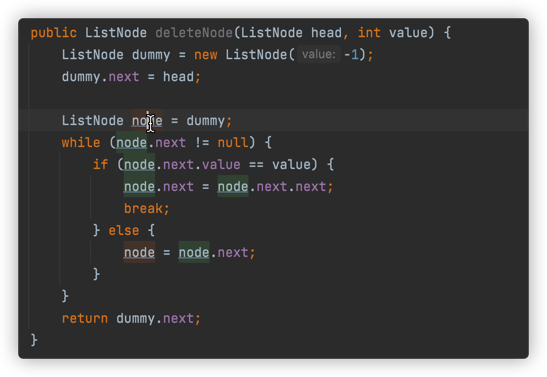 public ListNode deleteNode(ListNode head, int value) {
    ListNode dummy = new ListNode( value: -1);
    dummy.next = head;

    ListNode node = dummy;
    while (node.next != null) {
        if (node.next.value == value) {
            node.next = node.next.next;
            break;
        } else {
            node = node.next;
        }
    }
    return dummy.next;
}